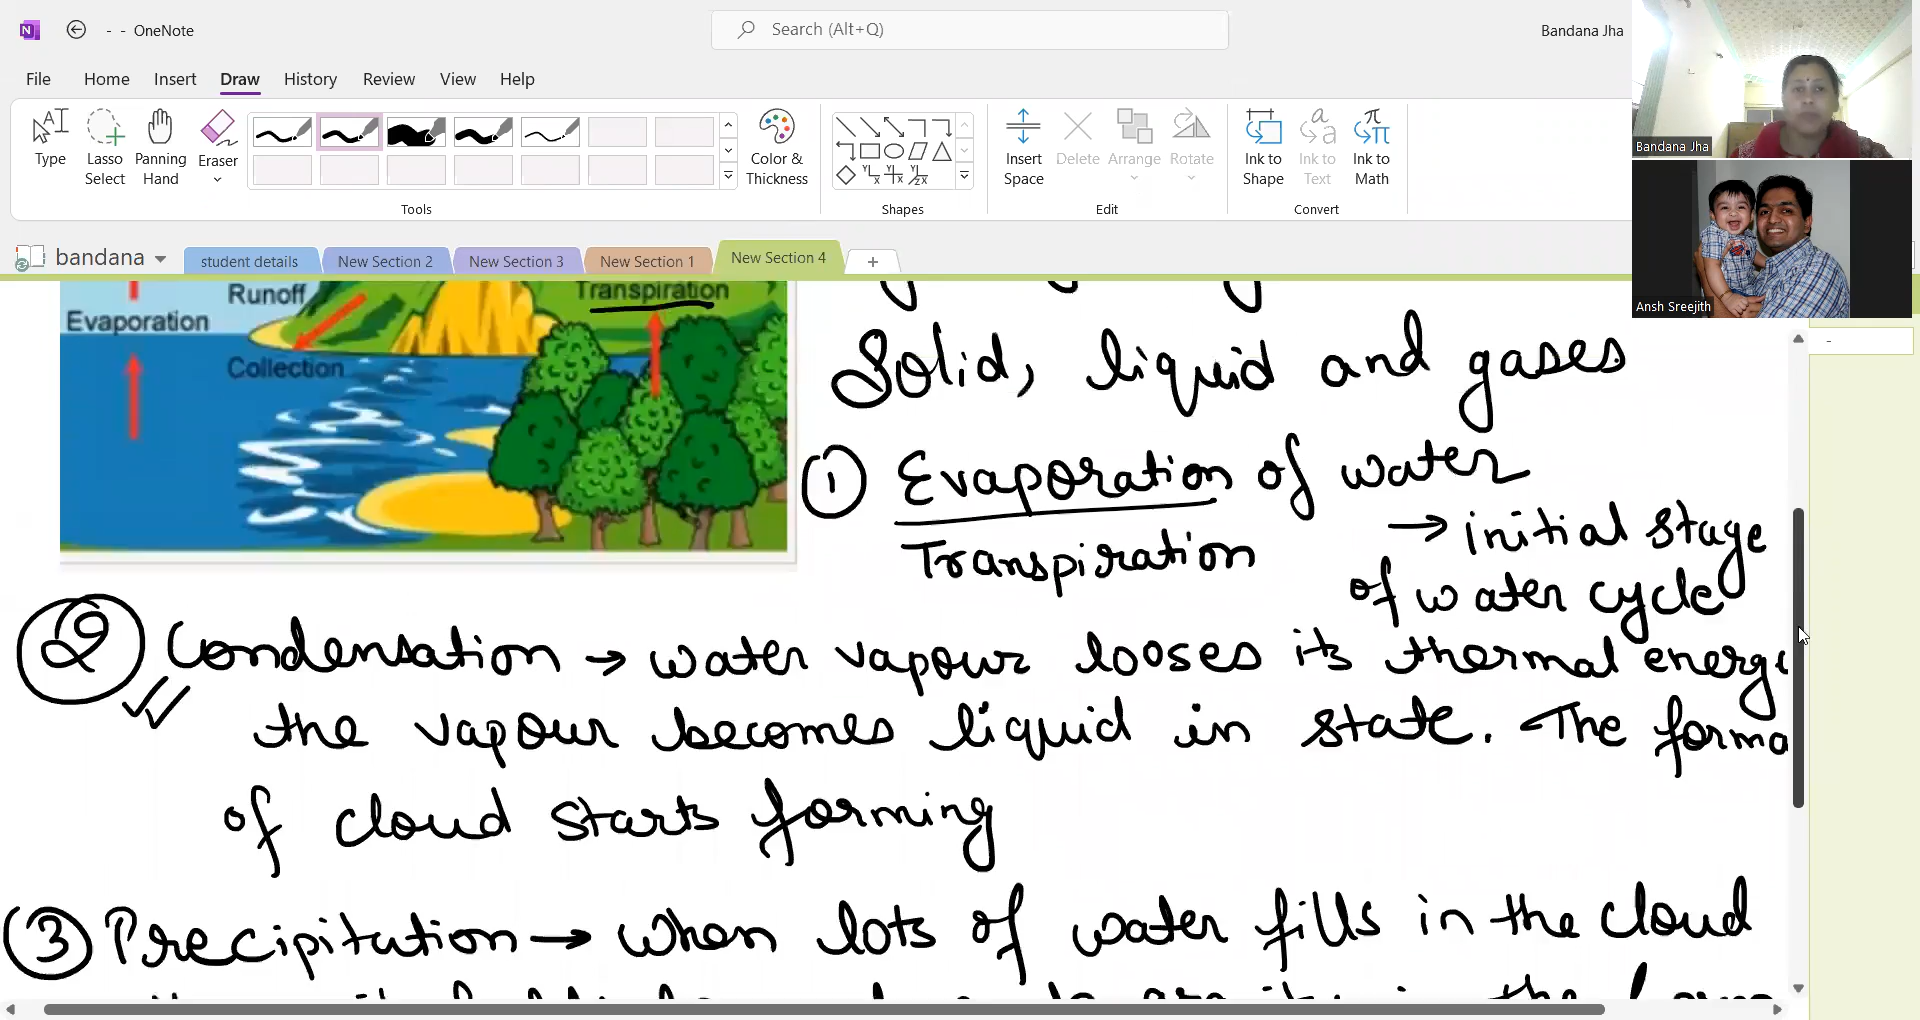 - - OneNote
Search (Alt+Q)
Bandana Jha
File Home Insert Draw History Review View Help
Type
Lasso Select
Panning Hand
Eraser
Color & Thickness
Insert Space
Delete
Arrange
Rotate
Ink to Shape
Ink to Text
Ink to Math
Tools
Shapes
Edit
Convert
Bandana Jha
Ansh Sreejith
bandana
student details
New Section 2
New Section 3
New Section 1
New Section 4
Runoff
Transpiration
Evaporation
Collection
Solid, liquid and gases
1 Evaporation of water
→ initial stage
Transpiration
of water cycle
2 Condensation → water vapour looses its thermal energ
the vapour becomes liquid in state. The forma
of cloud starts forming
3 Precipitation → when lots of water fills in the cloud